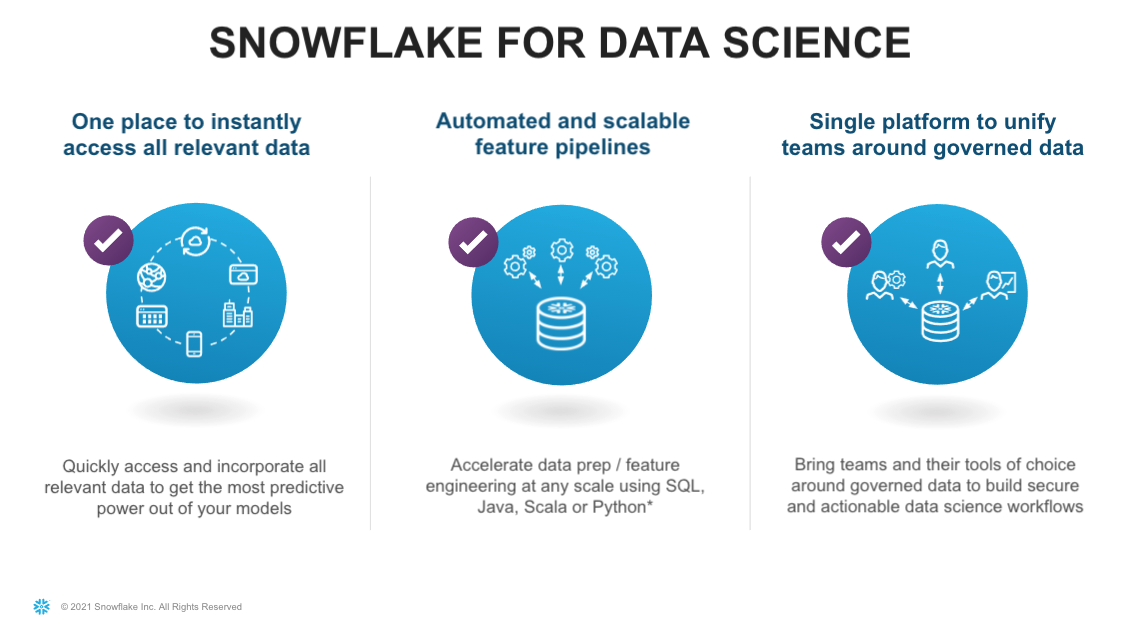 SNOWFLAKE FOR DATA SCIENCE
One place to instantly
access all relevant data
Quickly access and incorporate all
relevant data to get the most predictive
power out of your models
Automated and scalable
feature pipelines
Accelerate data prep / feature
engineering at any scale using SQL,
Java, Scala or Python*
Single platform to unify
teams around governed data
Bring teams and their tools of choice
around governed data to build secure
and actionable data science workflows
© 2021 Snowflake Inc. All Rights Reserved